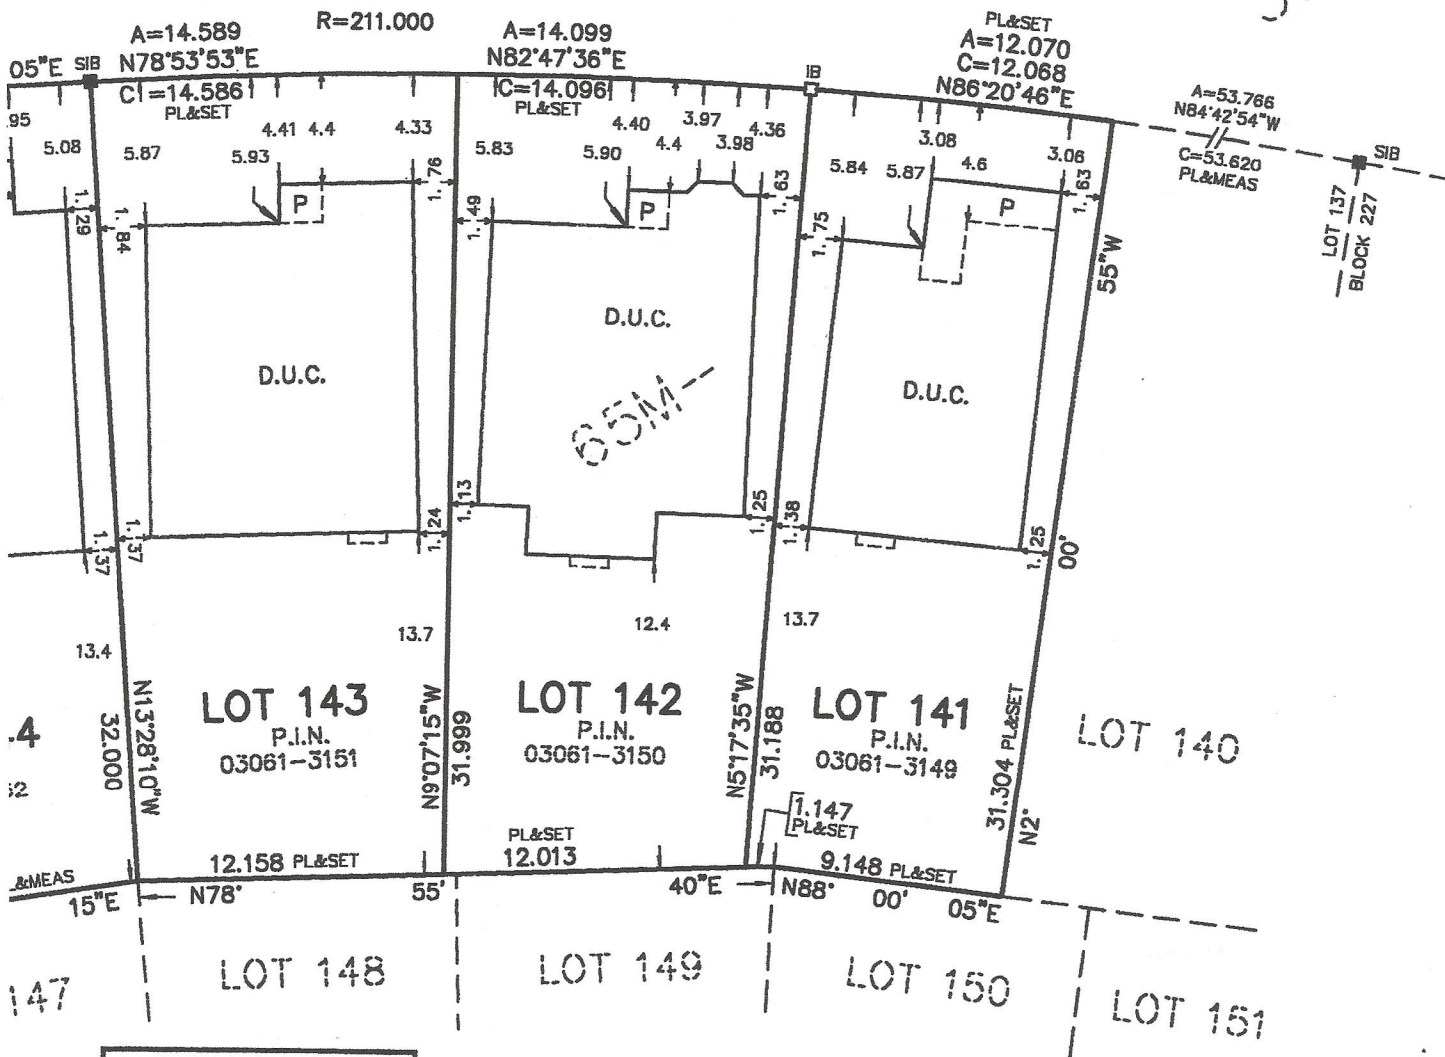 R=211.000
A=14.589
N78°53'53"E
C=14.586
PL&SET
A=14.099
N82°47'36"E
C=14.096
PL&SET
PL&SET
A=12.070
C=12.068
N86°20'46"E
A=53.766
N84°42'54"W
C=53.620
PL&MEAS
05"E
SIB
IB
SIB
LOT 137
BLOCK 227
.95
5.08
5.87
5.93
4.41
4.4
4.33
5.83
5.90
4.40
4.4
3.97
3.98
4.36
5.84
5.87
3.08
4.6
3.06
1.29
1.84
1.76
1.49
1.63
1.75
1.63
P
P
P
55"W
D.U.C.
D.U.C.
D.U.C.
65M-
1.37
1.37
1.24
1.13
1.25
1.38
1.25
00'
13.4
13.7
12.4
13.7
.4
LOT 143
P.I.N.
03061-3151
LOT 142
P.I.N.
03061-3150
LOT 141
P.I.N.
03061-3149
LOT 140
N13°28'10"W
32.000
N9°07'15"W
31.999
N5°17'35"W
31.188
31.304 PL&SET
N2°
1.147
PL&SET
&MEAS
15"E
12.158 PL&SET
N78°
55'
PL&SET
12.013
40"E
9.148 PL&SET
N88°
00'
05"E
147
LOT 148
LOT 149
LOT 150
LOT 151